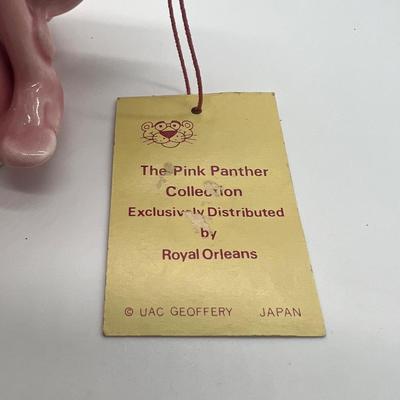 The Pink Panther
Collection
Exclusively Distributed
by
Royal Orleans
© UAC GEOFFERY JAPAN